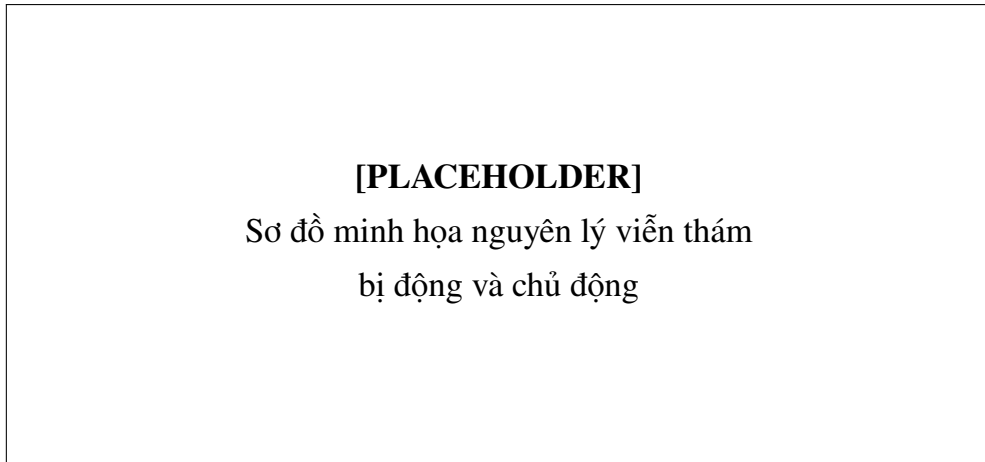 [PLACEHOLDER]
Sơ đồ minh họa nguyên lý viễn thám
bị động và chủ động